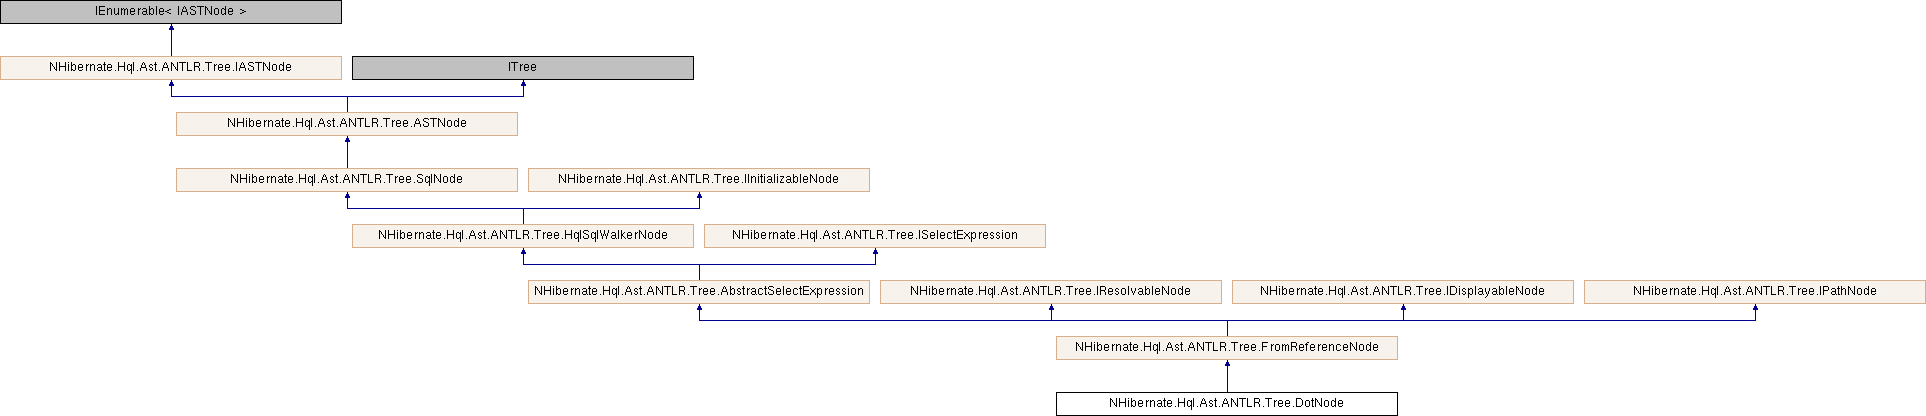 IEnumerable< IASTNode >
NHibernate.Hql.Ast.ANTLR.Tree.IASTNode
ITree
NHibernate.Hql.Ast.ANTLR.Tree.ASTNode
NHibernate.Hql.Ast.ANTLR.Tree.SqlNode
NHibernate.Hql.Ast.ANTLR.Tree.IInitializableNode
NHibernate.Hql.Ast.ANTLR.Tree.HqlSqlWalkerNode
NHibernate.Hql.Ast.ANTLR.Tree.ISelectExpression
NHibernate.Hql.Ast.ANTLR.Tree.AbstractSelectExpression
NHibernate.Hql.Ast.ANTLR.Tree.IResolvableNode
NHibernate.Hql.Ast.ANTLR.Tree.IDisplayableNode
NHibernate.Hql.Ast.ANTLR.Tree.IPathNode
NHibernate.Hql.Ast.ANTLR.Tree.FromReferenceNode
NHibernate.Hql.Ast.ANTLR.Tree.DotNode